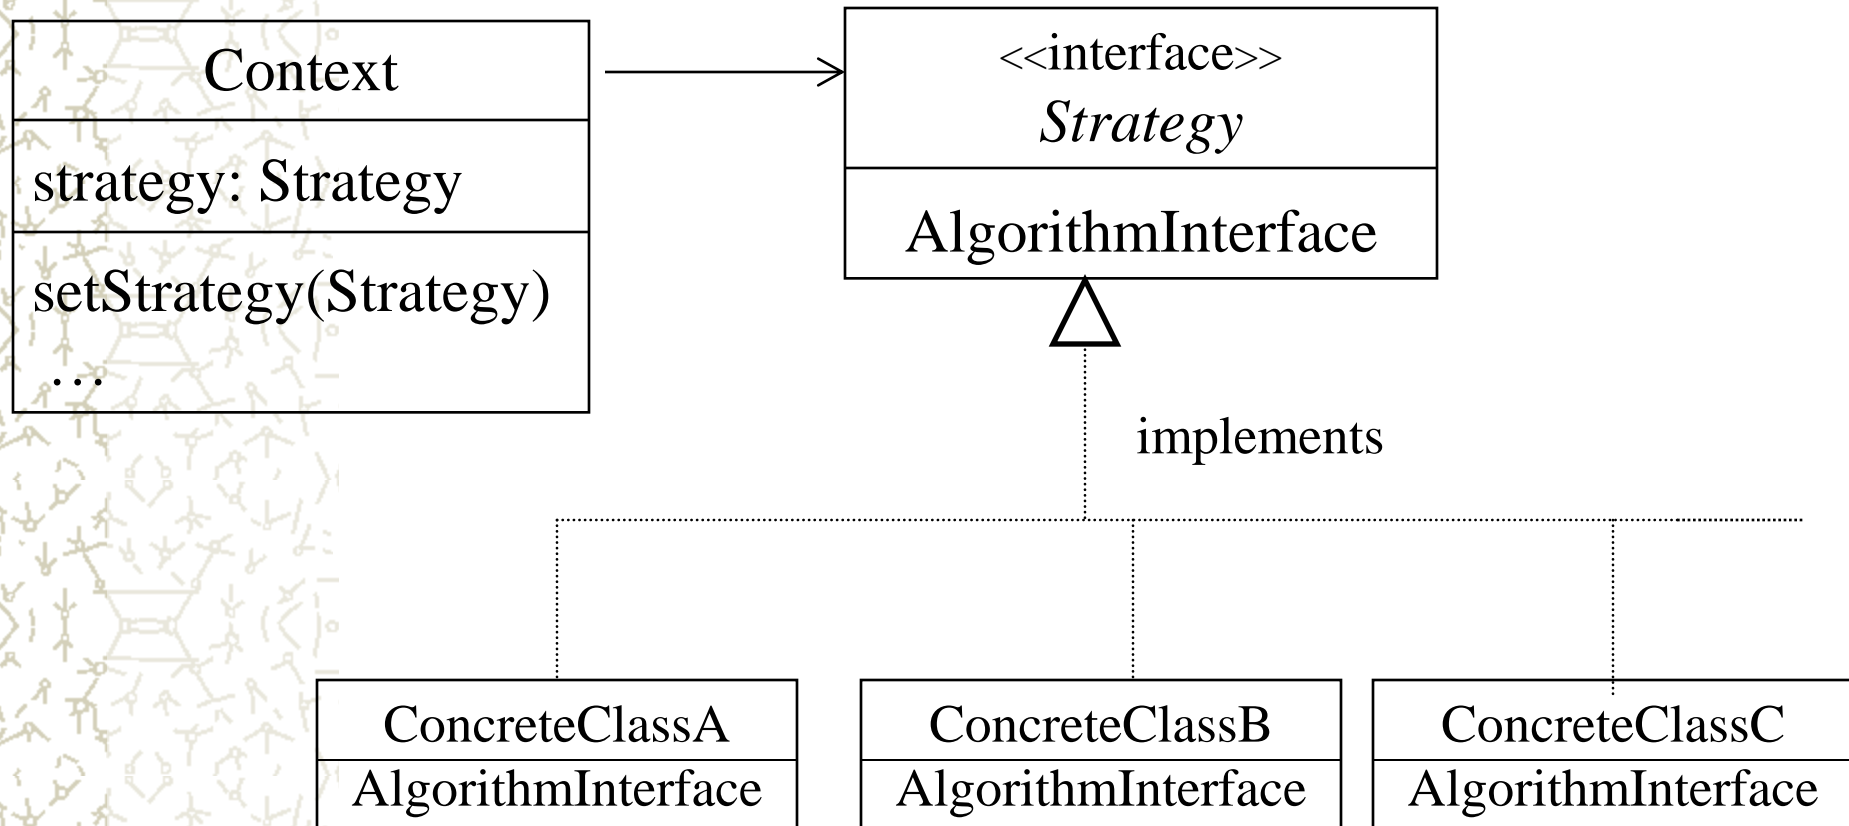 Context
strategy: Strategy
setStrategy(Strategy)
…
<<interface>>
Strategy
AlgorithmInterface
implements
ConcreteClassA
AlgorithmInterface
ConcreteClassB
AlgorithmInterface
ConcreteClassC
AlgorithmInterface